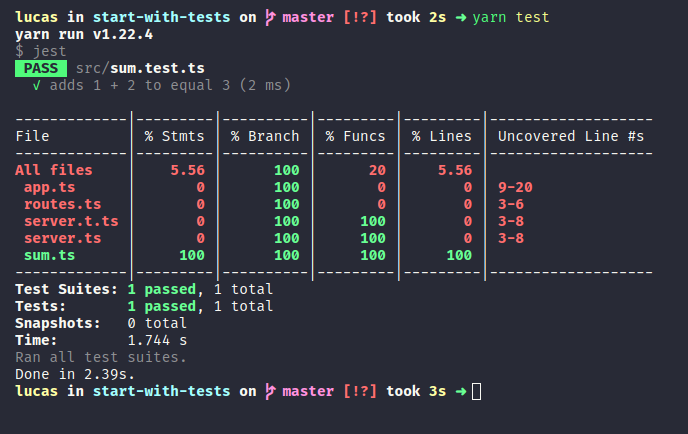 lucas in start-with-tests on master [!?] took 2s ➜ yarn test
yarn run v1.22.4
$ jest
PASS src/sum.test.ts
√ adds 1 + 2 to equal 3 (2 ms)
-------------|---------|----------|---------|---------|-------------------
File | % Stmts | % Branch | % Funcs | % Lines | Uncovered Line #s
-------------|---------|----------|---------|---------|-------------------
All files | 5.56 | 100 | 20 | 5.56 |
app.ts | 0 | 100 | 0 | 0 | 9-20
routes.ts | 0 | 100 | 0 | 0 | 3-6
server.t.ts | 0 | 100 | 100 | 0 | 3-8
server.ts | 0 | 100 | 100 | 0 | 3-8
sum.ts | 100 | 100 | 100 | 100 |
-------------|---------|----------|---------|---------|-------------------
Test Suites: 1 passed, 1 total
Tests: 1 passed, 1 total
Snapshots: 0 total
Time: 1.744 s
Ran all test suites.
Done in 2.39s.
lucas in start-with-tests on master [!?] took 3s ➜